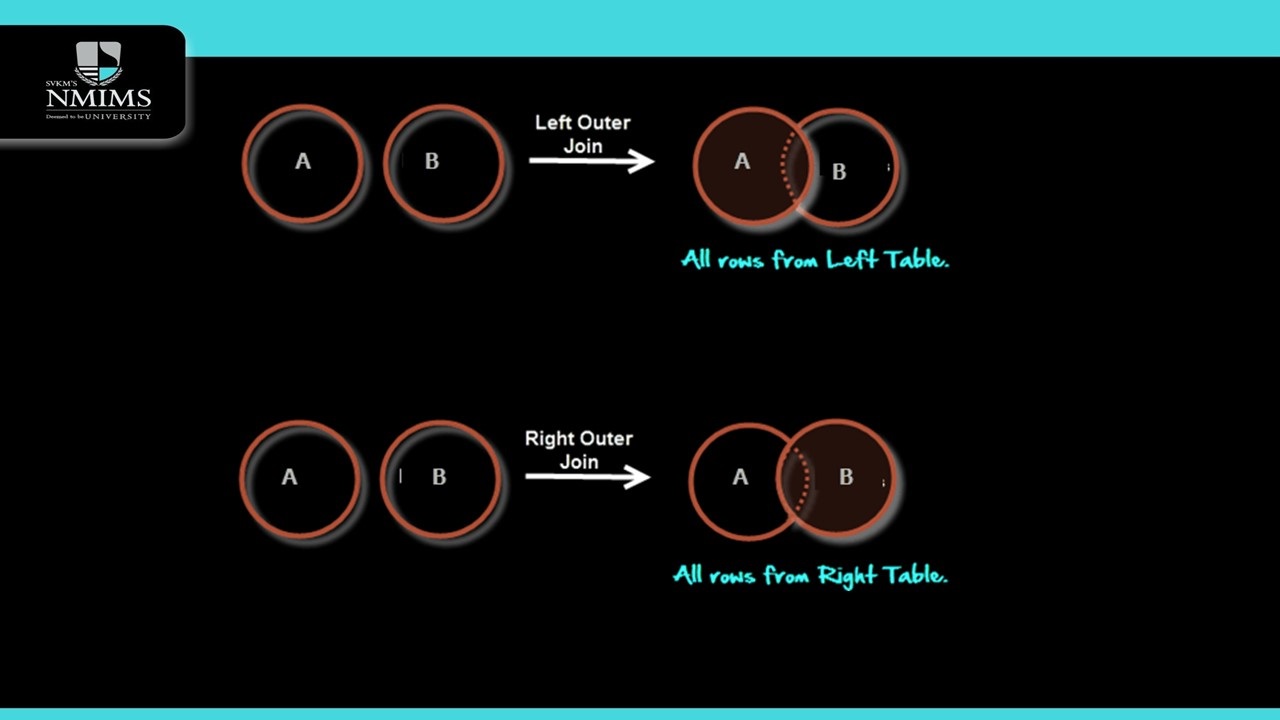 SVKM'S
NMIMS
Deemed to be UNIVERSITY
A
B
Left Outer
Join
A
B
All rows from Left Table.
A
B
Right Outer
Join
A
B
All rows from Right Table.